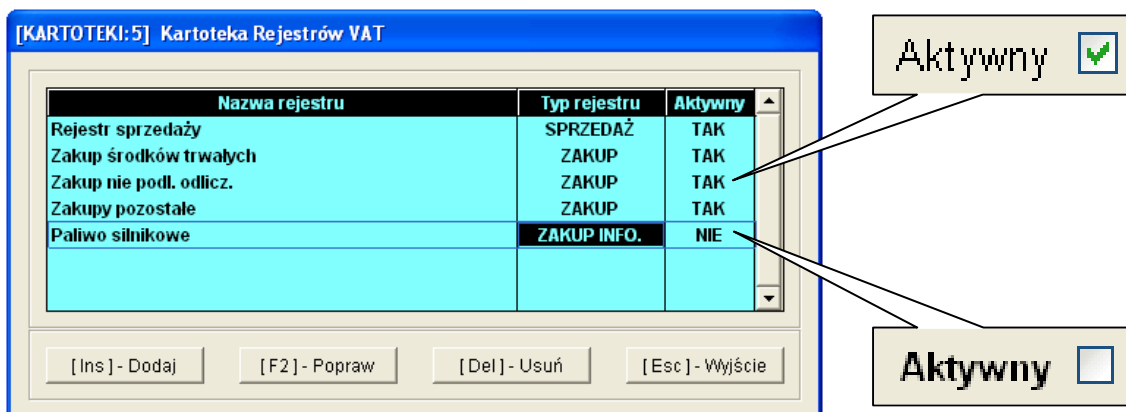 [KARTOTEKI:5] Kartoteka Rejestrów VAT
Nazwa rejestru Typ rejestru Aktywny
Rejestr sprzedaży SPRZEDAŻ TAK
Zakup środków trwałych ZAKUP TAK
Zakup nie podl. odlicz. ZAKUP TAK
Zakupy pozostałe ZAKUP TAK
Paliwo silnikowe ZAKUP INFO. NIE
[Ins]- Dodaj [F2]- Popraw [Del]- Usuń [Esc]- Wyjście
Aktywny
Aktywny